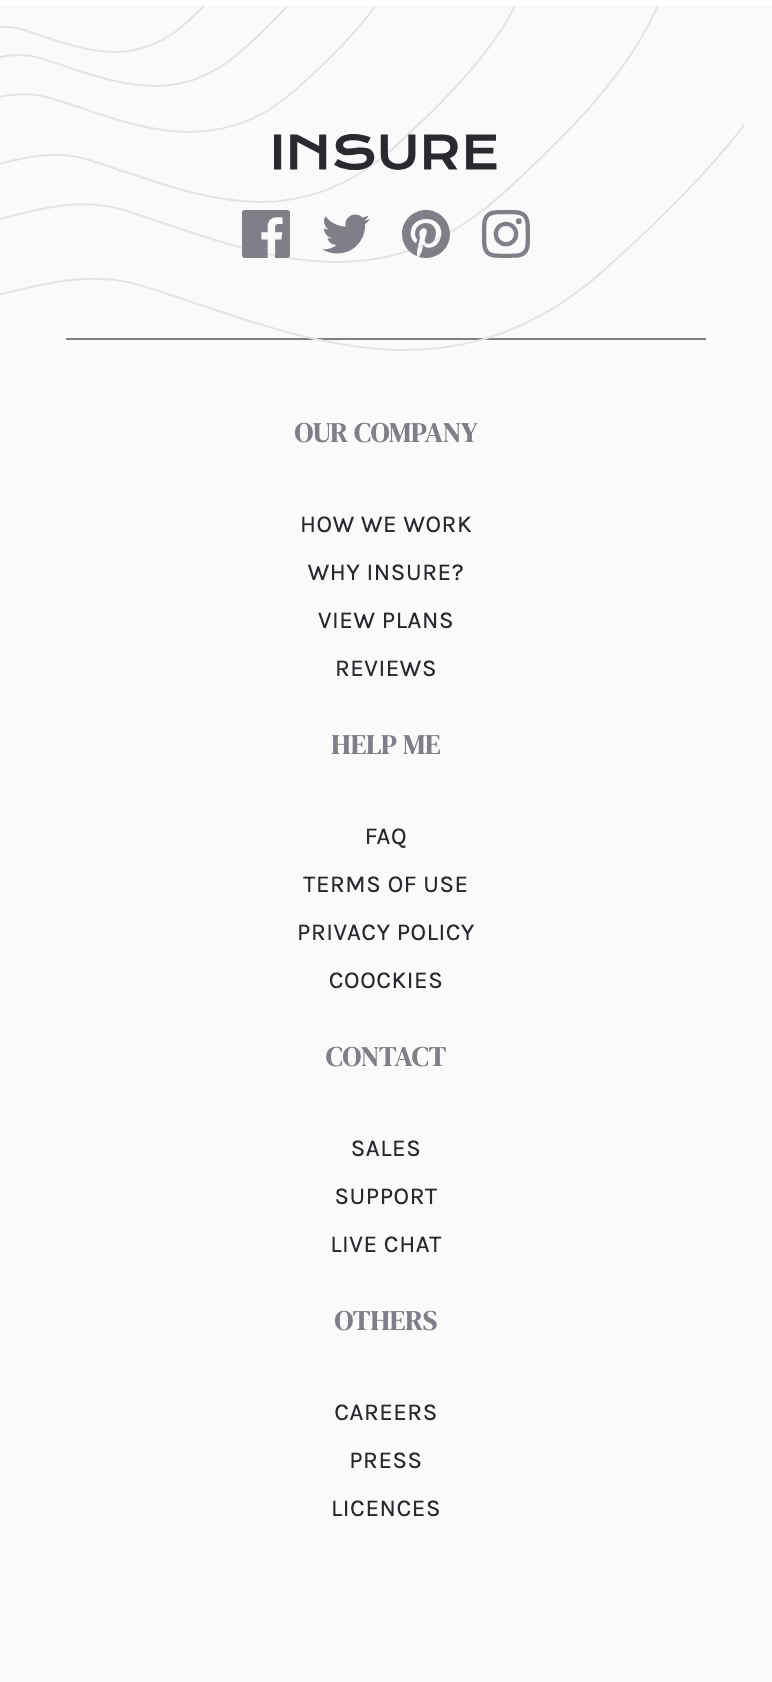 INSURE
OUR COMPANY
HOW WE WORK
WHY INSURE?
VIEW PLANS
REVIEWS
HELP ME
FAQ
TERMS OF USE
PRIVACY POLICY
COOCKIES
CONTACT
SALES
SUPPORT
LIVE CHAT
OTHERS
CAREERS
PRESS
LICENCES